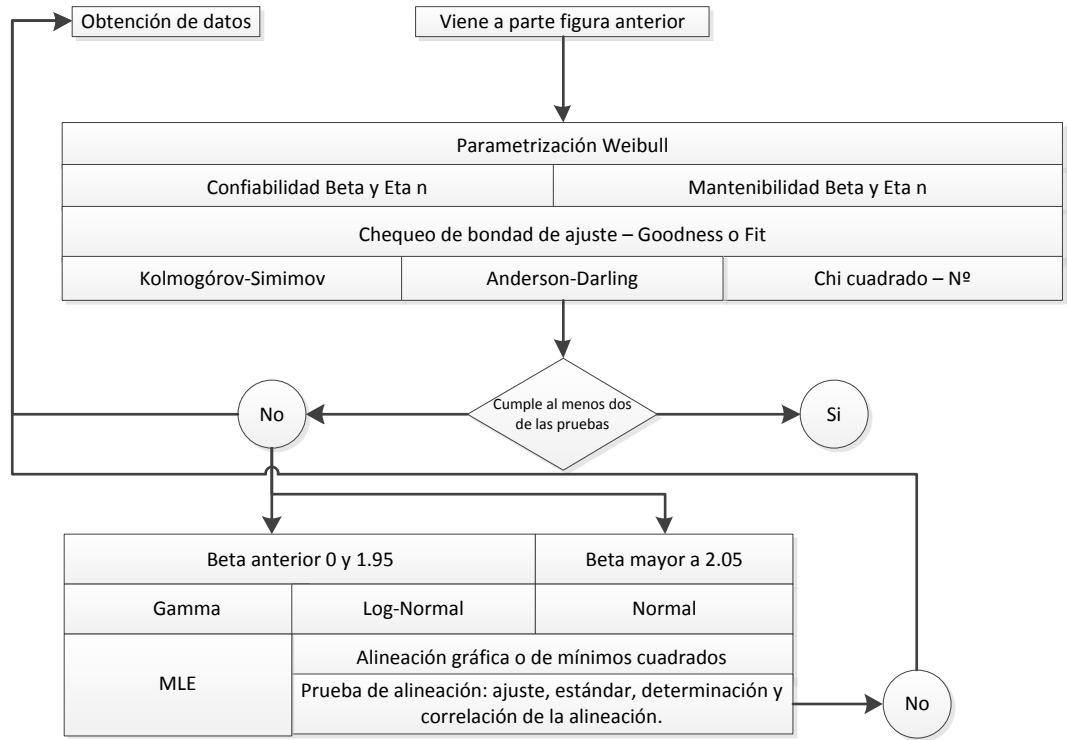 Obtención de datos
Viene a parte figura anterior
Parametrización Weibull
Confiabilidad Beta y Eta n
Mantenibilidad Beta y Eta n
Chequeo de bondad de ajuste – Goodness o Fit
Kolmogórov-Simimov
Anderson-Darling
Chi cuadrado – Nº
Cumple al menos dos
de las pruebas
No
Si
Beta anterior 0 y 1.95
Beta mayor a 2.05
Gamma
Log-Normal
Normal
MLE
Alineación gráfica o de mínimos cuadrados
Prueba de alineación: ajuste, estándar, determinación y
correlación de la alineación.
No